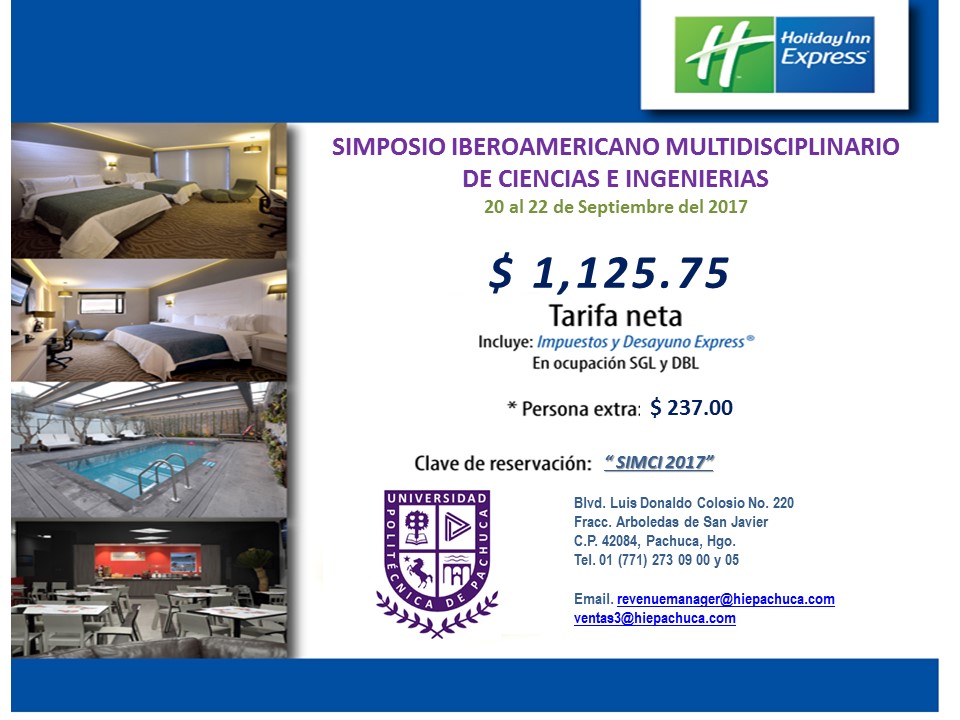 Holiday Inn
Express
SIMPOSIO IBEROAMERICANO MULTIDISCIPLINARIO
DE CIENCIAS E INGENIERIAS
20 al 22 de Septiembre del 2017
$ 1,125.75
Tarifa neta
Incluye: Impuestos y Desayuno Express®
En ocupación SGL y DBL
* Persona extra: $ 237.00
Clave de reservación: “ SIMCI 2017”
UNIVERSIDAD
POLITÉCNICA DE PACHUCA
Blvd. Luis Donaldo Colosio No. 220
Fracc. Arboledas de San Javier
C.P. 42084, Pachuca, Hgo.
Tel. 01 (771) 273 09 00 y 05
Email. revenuemanager@hiepachuca.com
ventas3@hiepachuca.com